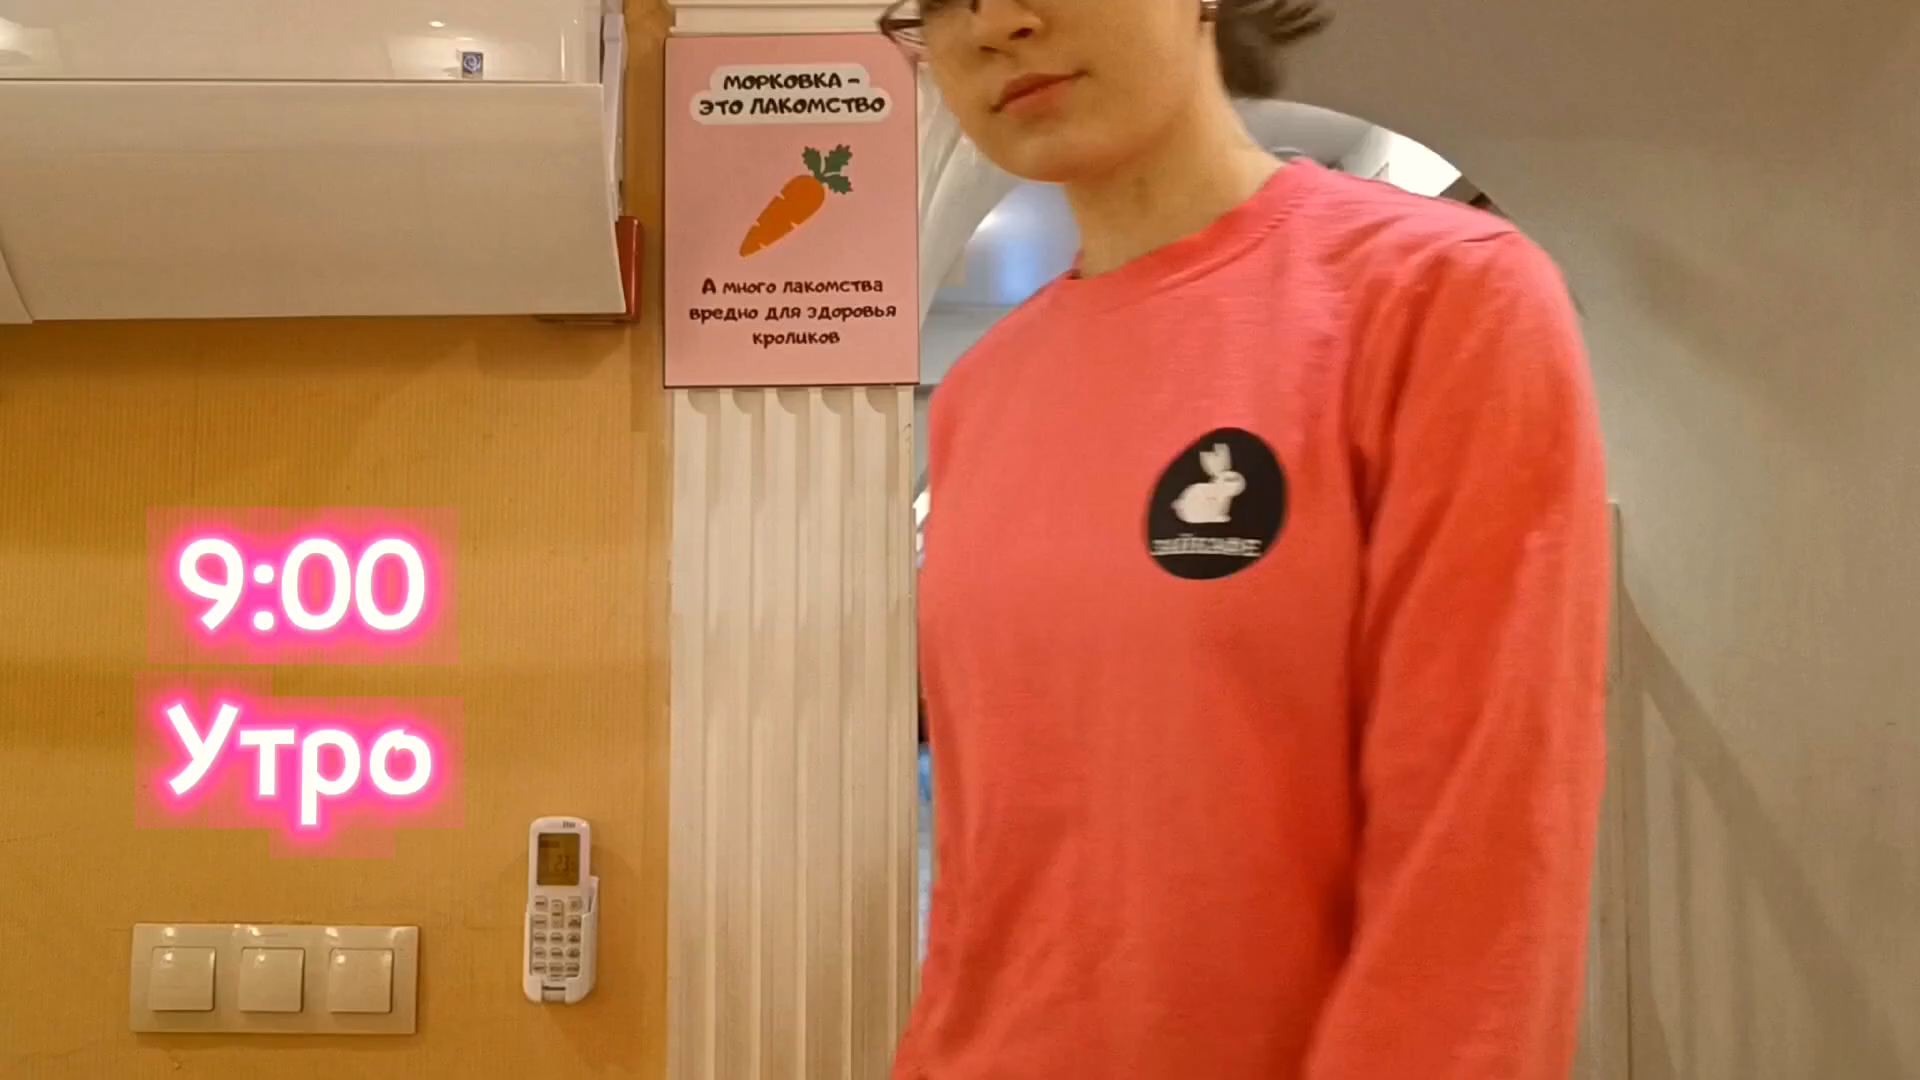 МОРКОВКА –
ЭТО ЛАКОМСТВО
А много лакомства
вредно для здоровья
кроликов
9:00
Утро